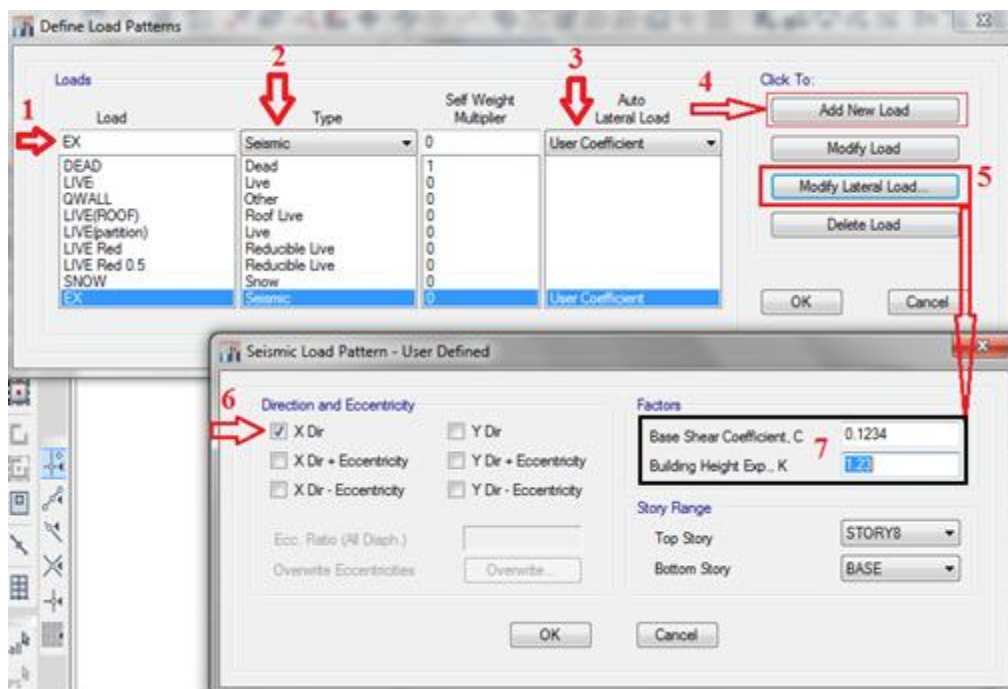 Define Load Patterns
2
3
Loads
Click To:
4
1
Load
Type
Self Weight
Multiplier
Auto
Lateral Load
Add New Load
EX
Seismic
0
User Coefficient
Modify Load
DEAD
Dead
1
LIVE
Live
0
QWALL
Other
0
Modify Lateral Load...
5
LIVE(ROOF)
Roof Live
0
LIVE(partition)
Live
0
LIVE Red
Reducible Live
0
Delete Load
LIVE Red 0.5
Reducible Live
0
SNOW
Snow
0
EX
Seismic
0
User Coefficient
OK
Cancel
Seismic Load Pattern - User Defined
6
Direction and Eccentricity
Factors
X Dir
Y Dir
Base Shear Coefficient, C
0.1234
7
X Dir + Eccentricity
Y Dir + Eccentricity
Building Height Exp., K
1.23
X Dir - Eccentricity
Y Dir - Eccentricity
Story Range
Ecc. Ratio (All Diaph.)
Top Story
STORY8
Overwrite Eccentricities
Overwrite...
Bottom Story
BASE
OK
Cancel